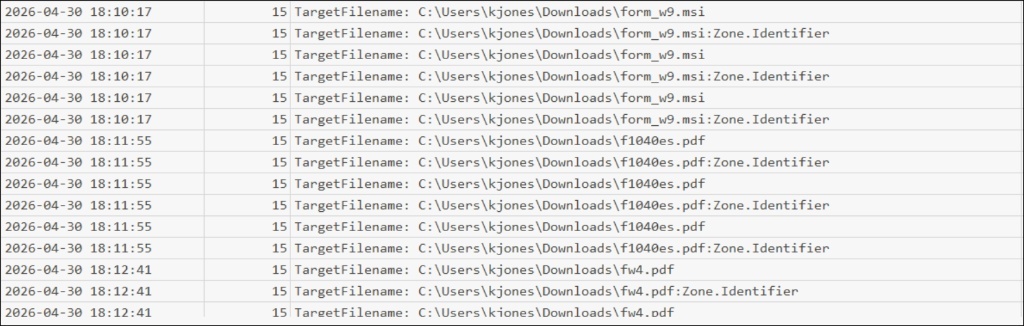 2026-04-30 18:10:17 15 TargetFilename: C:\Users\kjones\Downloads\form_w9.msi
2026-04-30 18:10:17 15 TargetFilename: C:\Users\kjones\Downloads\form_w9.msi:Zone.Identifier
2026-04-30 18:10:17 15 TargetFilename: C:\Users\kjones\Downloads\form_w9.msi
2026-04-30 18:10:17 15 TargetFilename: C:\Users\kjones\Downloads\form_w9.msi:Zone.Identifier
2026-04-30 18:10:17 15 TargetFilename: C:\Users\kjones\Downloads\form_w9.msi
2026-04-30 18:10:17 15 TargetFilename: C:\Users\kjones\Downloads\form_w9.msi:Zone.Identifier
2026-04-30 18:11:55 15 TargetFilename: C:\Users\kjones\Downloads\f1040es.pdf
2026-04-30 18:11:55 15 TargetFilename: C:\Users\kjones\Downloads\f1040es.pdf:Zone.Identifier
2026-04-30 18:11:55 15 TargetFilename: C:\Users\kjones\Downloads\f1040es.pdf
2026-04-30 18:11:55 15 TargetFilename: C:\Users\kjones\Downloads\f1040es.pdf:Zone.Identifier
2026-04-30 18:11:55 15 TargetFilename: C:\Users\kjones\Downloads\f1040es.pdf
2026-04-30 18:11:55 15 TargetFilename: C:\Users\kjones\Downloads\f1040es.pdf:Zone.Identifier
2026-04-30 18:12:41 15 TargetFilename: C:\Users\kjones\Downloads\fw4.pdf
2026-04-30 18:12:41 15 TargetFilename: C:\Users\kjones\Downloads\fw4.pdf:Zone.Identifier
2026-04-30 18:12:41 15 TargetFilename: C:\Users\kjones\Downloads\fw4.pdf